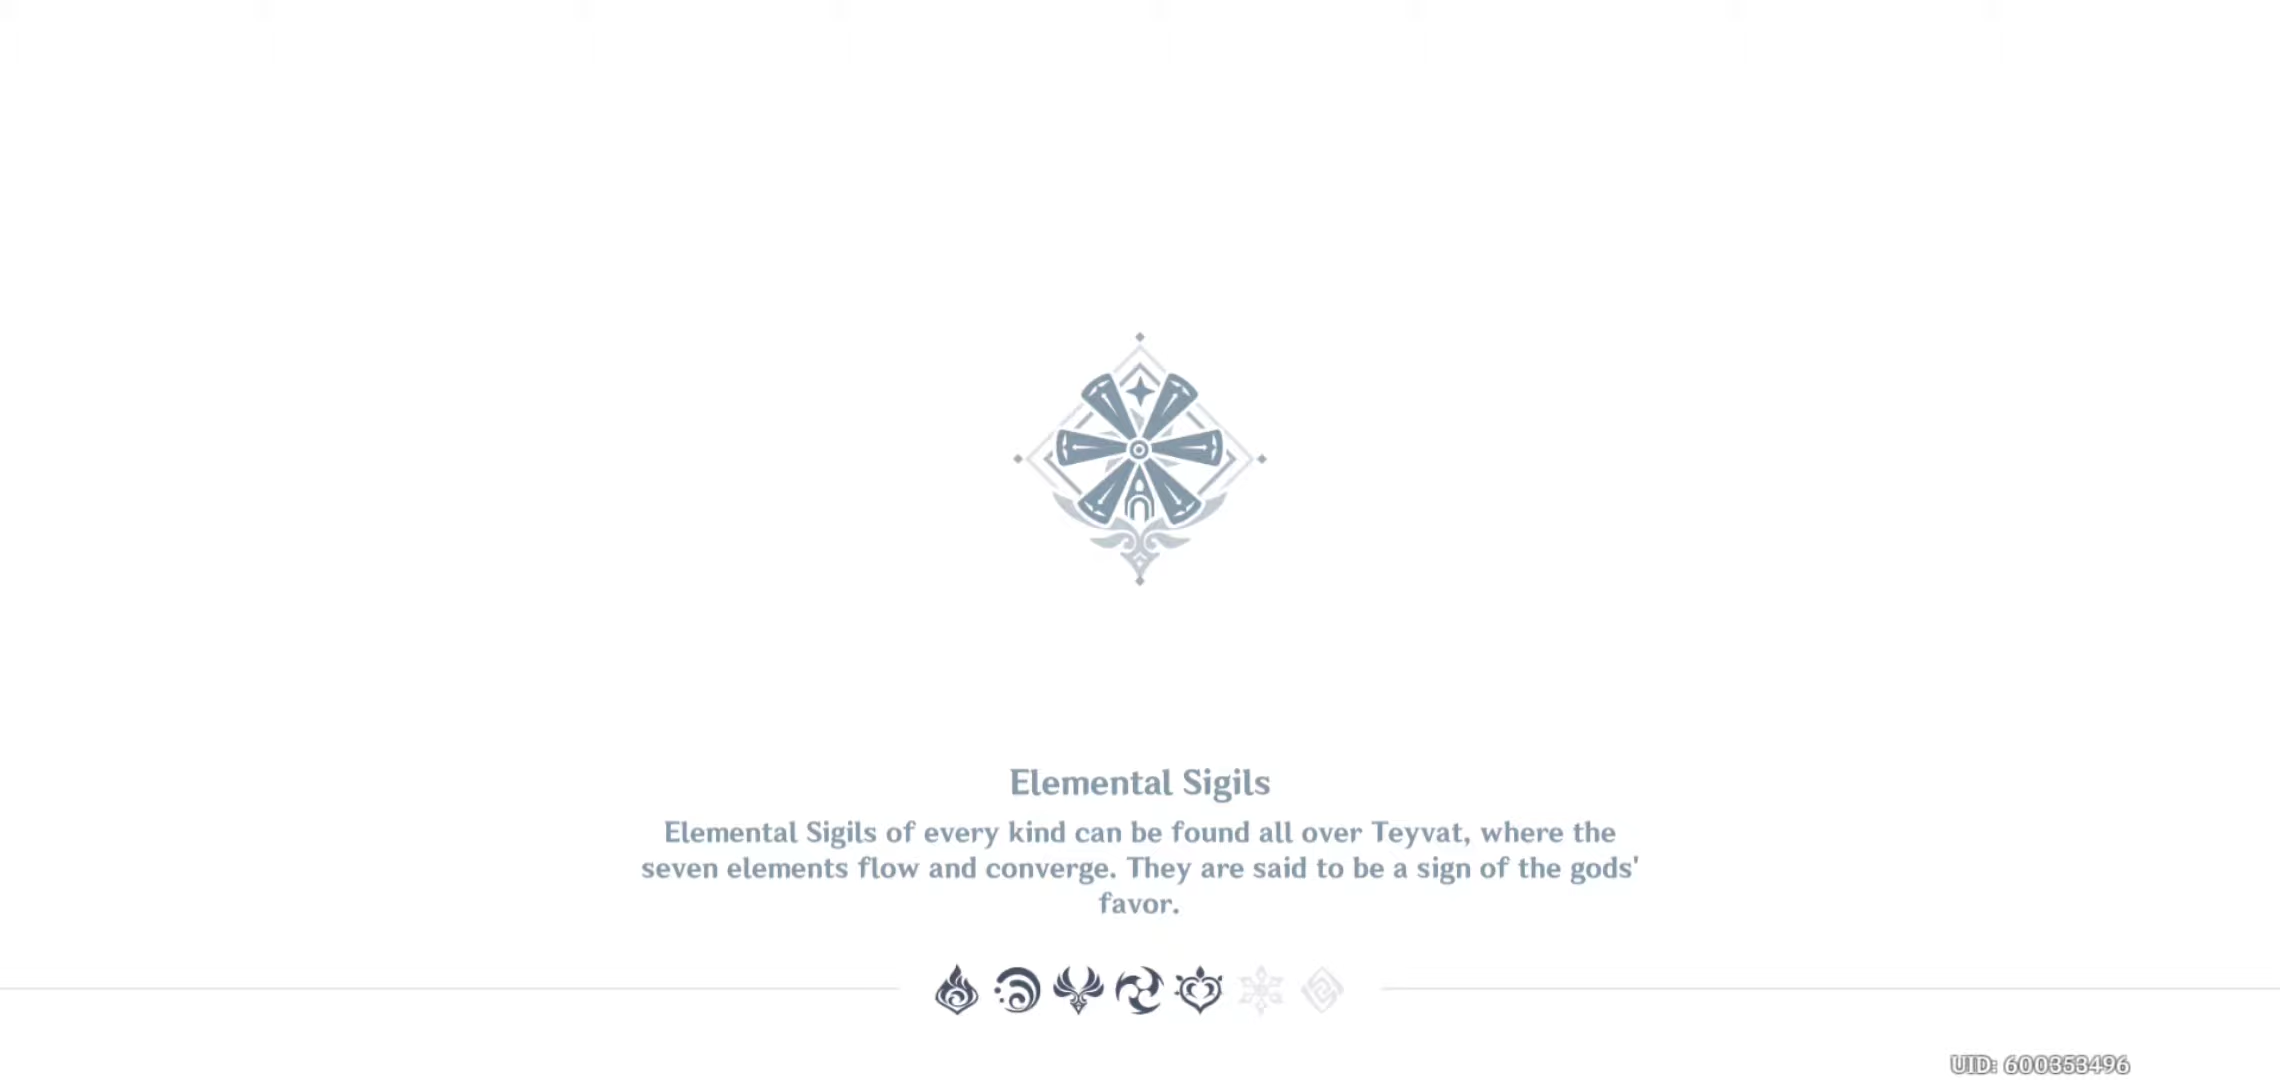 Elemental Sigils
Elemental Sigils of every kind can be found all over Teyvat, where the
seven elements flow and converge. They are said to be a sign of the gods'
favor.
UID: 600353496